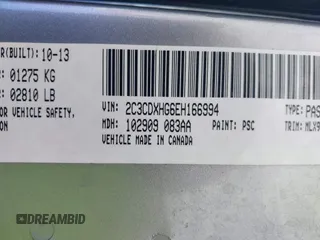 R(BUILT): 10-13
: 01275 KG
: 02810 LB
OR VEHICLE SAFETY,
E.
VIN: 2C3CDXHG6EH166994
MDH: 102909 083AA PAINT: PSC
VEHICLE MADE IN CANADA
TYPE: PAS
TRIM: MLX9
DREAMBID